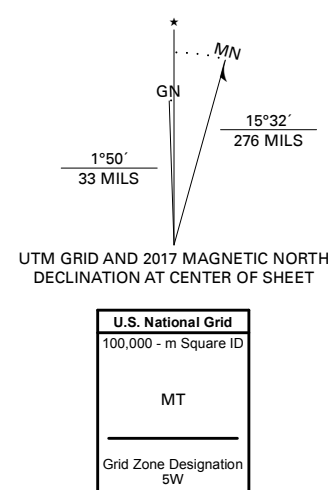 ★
MN
GN
15°32´
276 MILS
1°50´
33 MILS
UTM GRID AND 2017 MAGNETIC NORTH
DECLINATION AT CENTER OF SHEET
U.S. National Grid
100,000 - m Square ID
MT
Grid Zone Designation
5W